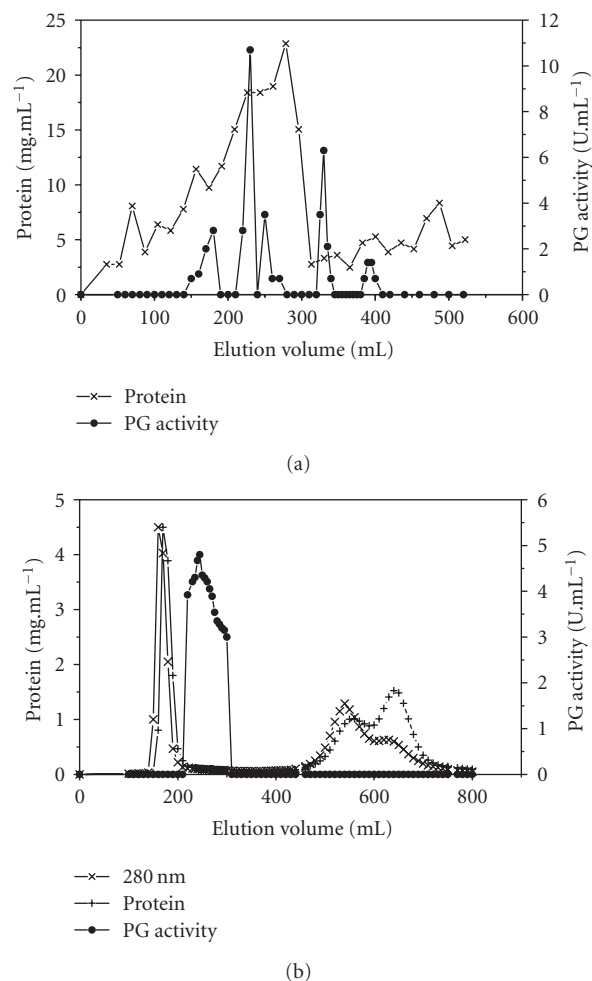 25
20
15
10
5
0
Protein (mg.mL−1)
12
10
8
6
4
2
0
PG activity (U.mL−1)
0 100 200 300 400 500 600
Elution volume (mL)
Protein
PG activity
(a)
5
4
3
2
1
0
Protein (mg.mL−1)
6
5
4
3
2
1
0
PG activity (U.mL−1)
0 200 400 600 800
Elution volume (mL)
280 nm
Protein
PG activity
(b)